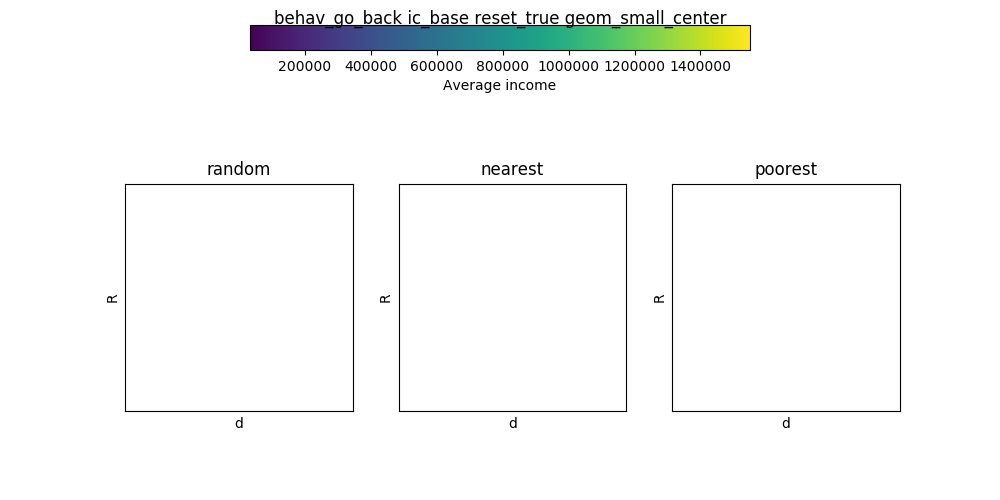 behav_go_back ic_base reset_true geom_small_center
200000 400000 600000 800000 1000000 1200000 1400000
Average income
random nearest poorest
R R R
d d d